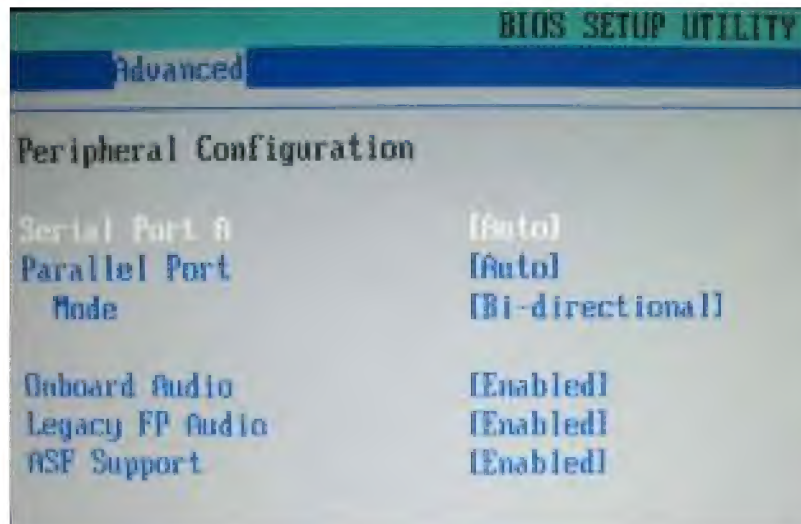 BIOS SETUP UTILITY
Advanced
Peripheral Configuration
Serial Port A [Auto]
Parallel Port [Auto]
Mode [Bi-directional]
Onboard Audio [Enabled]
Legacy FP Audio [Enabled]
ASF Support [Enabled]